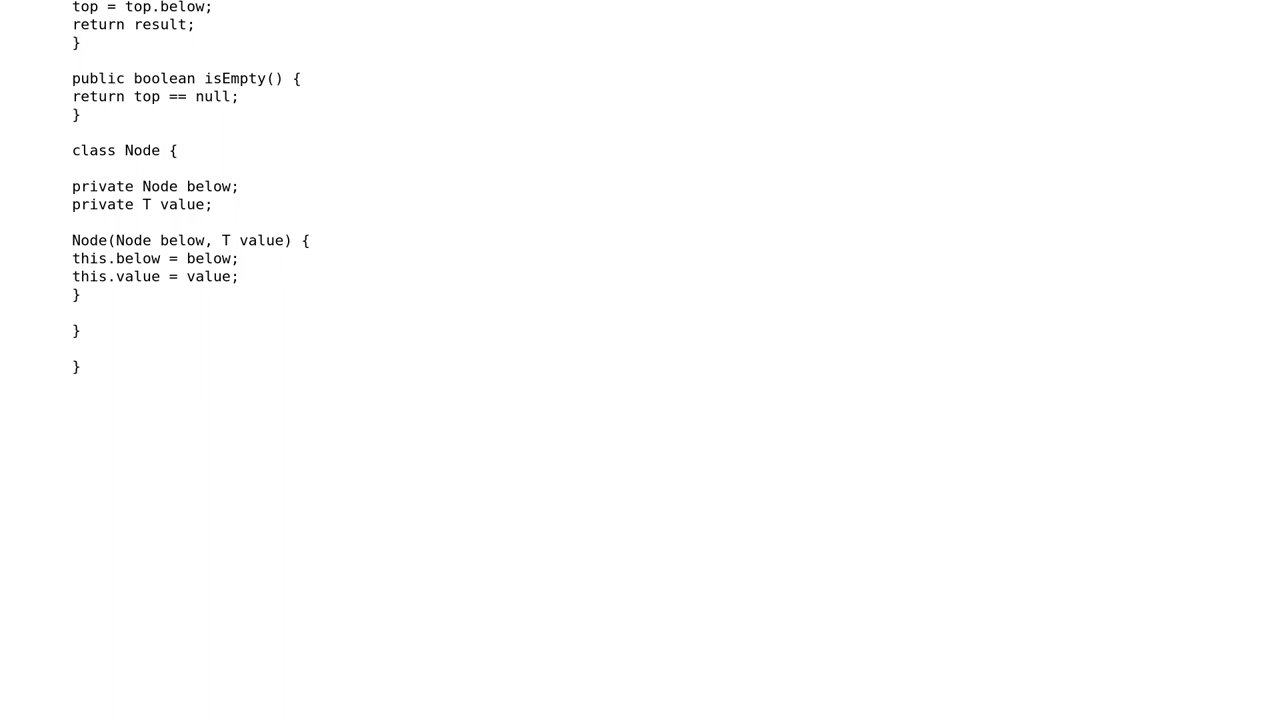 top = top.below;
return result;
}

public boolean isEmpty() {
return top == null;
}

class Node {

private Node below;
private T value;

Node(Node below, T value) {
this.below = below;
this.value = value;
}

}

}